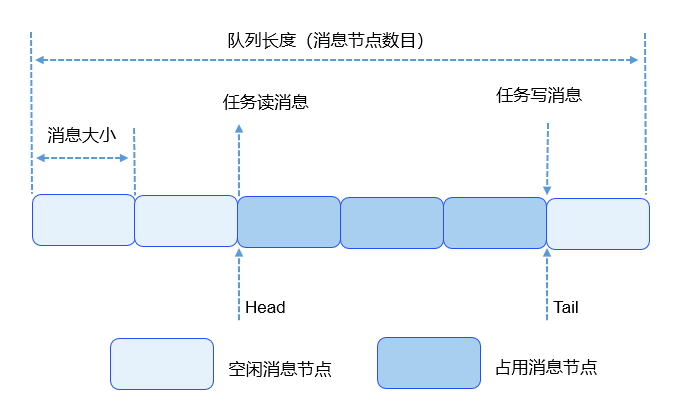 队列长度（消息节点数目）
任务读消息
任务写消息
消息大小
Head
Tail
空闲消息节点
占用消息节点